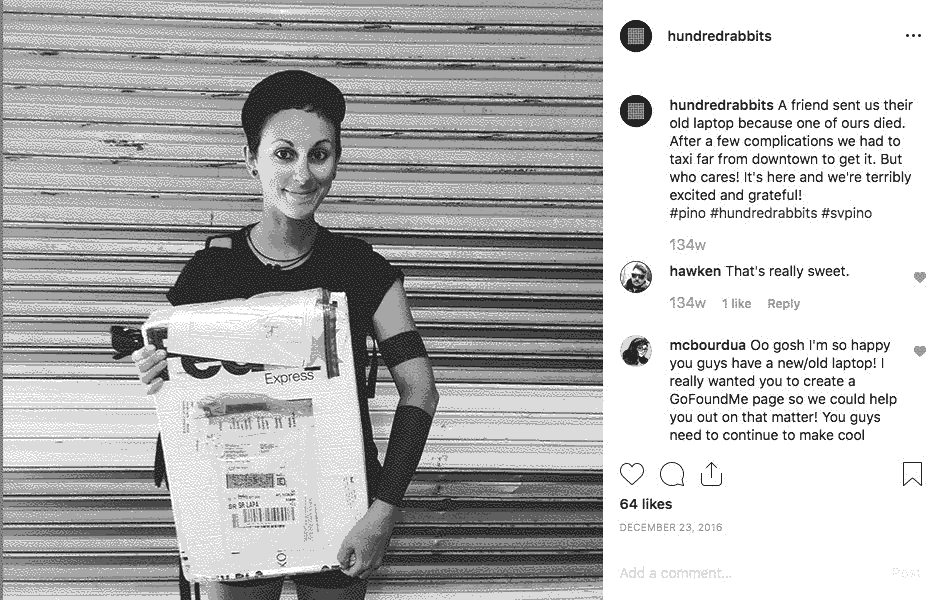 hundredrabbits
hundredrabbits A friend sent us their
old laptop because one of ours died.
After a few complications we had to
taxi far from downtown to get it. But
who cares! It's here and we're terribly
excited and grateful!
#pino #hundredrabbits #svpino
134w
hawken That's really sweet.
134w 1 like Reply
mcbourdua Oo gosh I'm so happy
you guys have a new/old laptop! I
really wanted you to create a
GoFoundMe page so we could help
you out on that matter! You guys
need to continue to make cool
64 likes
DECEMBER 23, 2016
Add a comment... Post
Express